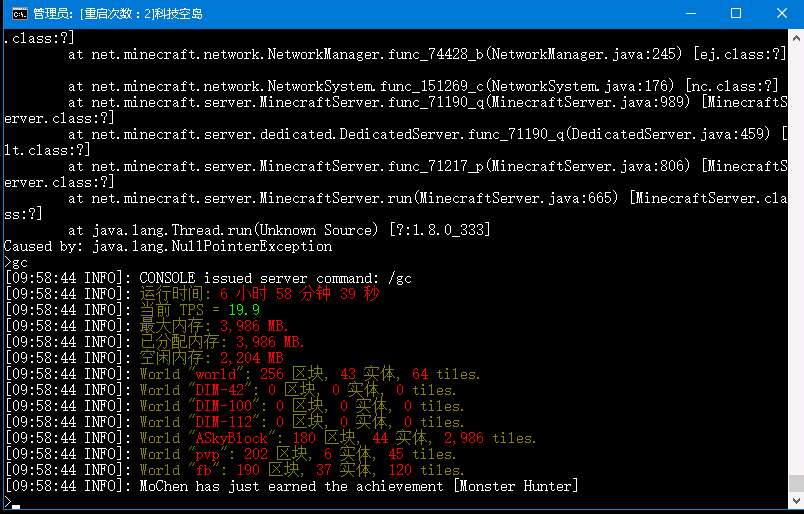 管理员: [重启次数：2]科技空岛
.class:?]
at net.minecraft.network.NetworkManager.func_74428_b(NetworkManager.java:245) [ej.class:?]
at net.minecraft.network.NetworkSystem.func_151269_c(NetworkSystem.java:176) [nc.class:?]
at net.minecraft.server.MinecraftServer.func_71190_q(MinecraftServer.java:989) [MinecraftS
erver.class:?]
at net.minecraft.server.dedicated.DedicatedServer.func_71190_q(DedicatedServer.java:459) [
lt.class:?]
at net.minecraft.server.MinecraftServer.func_71217_p(MinecraftServer.java:806) [MinecraftS
erver.class:?]
at net.minecraft.server.MinecraftServer.run(MinecraftServer.java:665) [MinecraftServer.cla
ss:?]
at java.lang.Thread.run(Unknown Source) [?:1.8.0_333]
Caused by: java.lang.NullPointerException
>gc
[09:58:44 INFO]: CONSOLE issued server command: /gc
[09:58:44 INFO]: 运行时间: 6 小时 58 分钟 39 秒
[09:58:44 INFO]: 当前 TPS = 19.9
[09:58:44 INFO]: 最大内存: 3,986 MB.
[09:58:44 INFO]: 已分配内存: 3,986 MB.
[09:58:44 INFO]: 空闲内存: 2,204 MB
[09:58:44 INFO]: World "world": 256 区块, 43 实体, 64 tiles.
[09:58:44 INFO]: World "DIM-42": 0 区块, 0 实体, 0 tiles.
[09:58:44 INFO]: World "DIM-100": 0 区块, 0 实体, 0 tiles.
[09:58:44 INFO]: World "DIM-112": 0 区块, 0 实体, 0 tiles.
[09:58:44 INFO]: World "ASkyBlock": 180 区块, 44 实体, 2,986 tiles.
[09:58:44 INFO]: World "pvp": 202 区块, 6 实体, 45 tiles.
[09:58:44 INFO]: World "fb": 190 区块, 37 实体, 120 tiles.
[09:58:44 INFO]: MoChen has just earned the achievement [Monster Hunter]
>